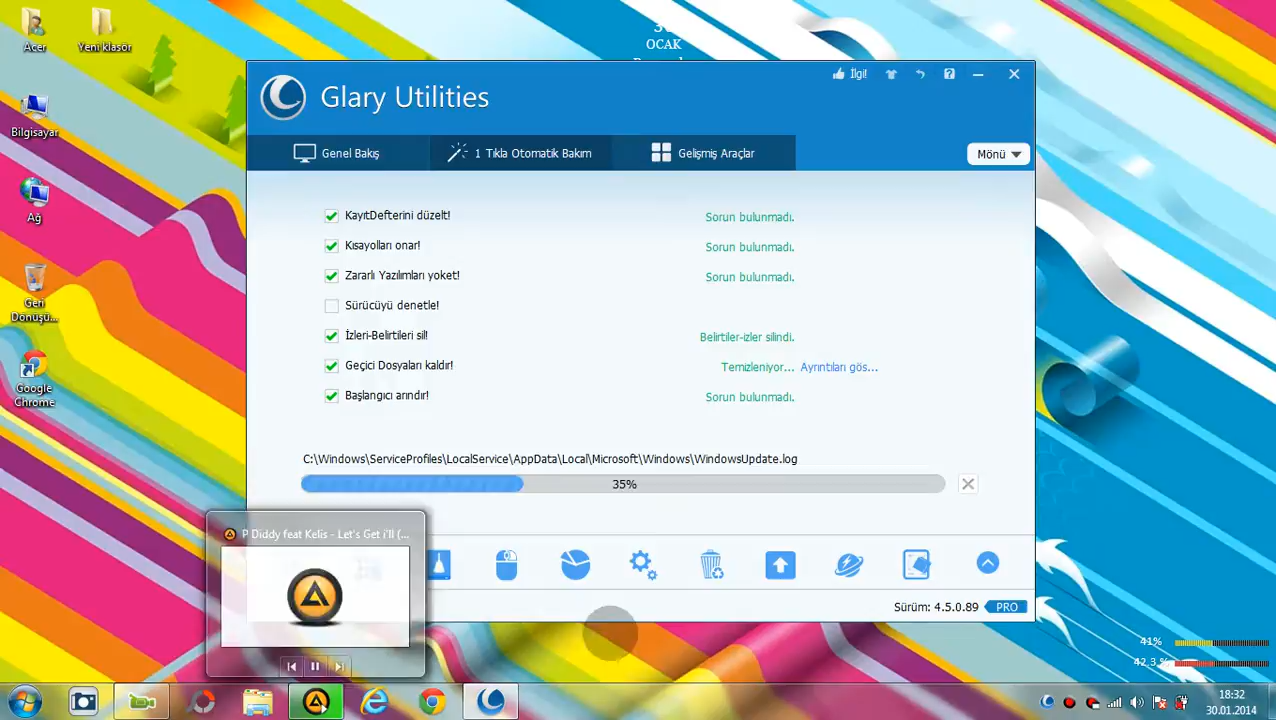 Acer
Yeni klasör
OCAK
Bilgisayar
Ağ
Geri
Dönüşü...
Google
Chrome
İlgi!
Glary Utilities
Genel Bakış
1 Tıkla Otomatik Bakım
Gelişmiş Araçlar
Mönü
KayıtDefterini düzelt!
Sorun bulunmadı.
Kısayolları onar!
Sorun bulunmadı.
Zararlı Yazılımları yoket!
Sorun bulunmadı.
Sürücüyü denetle!
İzleri-Belirtileri sil!
Belirtiler-izler silindi.
Geçici Dosyaları kaldır!
Temizleniyor... Ayrıntıları gös...
Başlangıcı arındır!
Sorun bulunmadı.
C:\Windows\ServiceProfiles\LocalService\AppData\Local\Microsoft\Windows\WindowsUpdate.log
35%
P Diddy feat Kelis - Let's Get i'll (...
Sürüm: 4.5.0.89 PRO
41%
42,3 %
18:32
30.01.2014